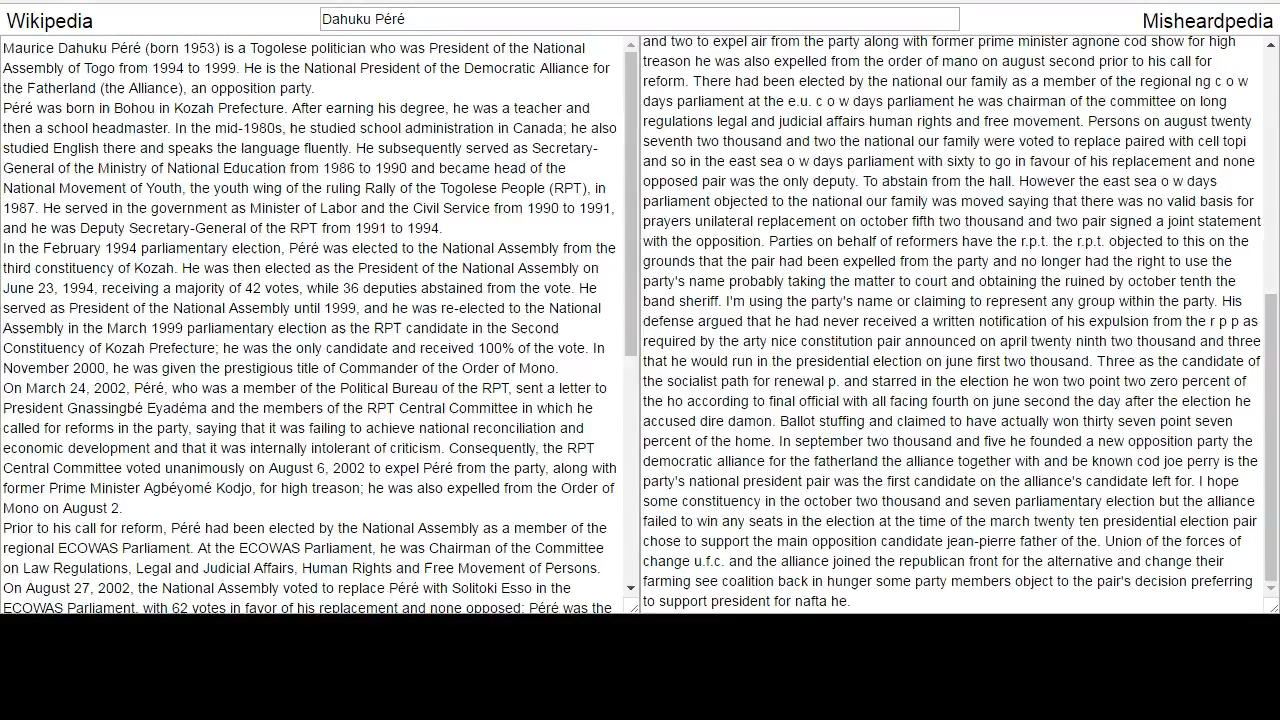 Wikipedia
Dahuku Péré
Misheardpedia
Maurice Dahuku Péré (born 1953) is a Togolese politician who was President of the National
Assembly of Togo from 1994 to 1999. He is the National President of the Democratic Alliance for
the Fatherland (the Alliance), an opposition party.
Péré was born in Bohou in Kozah Prefecture. After earning his degree, he was a teacher and
then a school headmaster. In the mid-1980s, he studied school administration in Canada; he also
studied English there and speaks the language fluently. He subsequently served as Secretary-
General of the Ministry of National Education from 1986 to 1990 and became head of the
National Movement of Youth, the youth wing of the ruling Rally of the Togolese People (RPT), in
1987. He served in the government as Minister of Labor and the Civil Service from 1990 to 1991,
and he was Deputy Secretary-General of the RPT from 1991 to 1994.
In the February 1994 parliamentary election, Péré was elected to the National Assembly from the
third constituency of Kozah. He was then elected as the President of the National Assembly on
June 23, 1994, receiving a majority of 42 votes, while 36 deputies abstained from the vote. He
served as President of the National Assembly until 1999, and he was re-elected to the National
Assembly in the March 1999 parliamentary election as the RPT candidate in the Second
Constituency of Kozah Prefecture; he was the only candidate and received 100% of the vote. In
November 2000, he was given the prestigious title of Commander of the Order of Mono.
On March 24, 2002, Péré, who was a member of the Political Bureau of the RPT, sent a letter to
President Gnassingbé Eyadéma and the members of the RPT Central Committee in which he
called for reforms in the party, saying that it was failing to achieve national reconciliation and
economic development and that it was internally intolerant of criticism. Consequently, the RPT
Central Committee voted unanimously on August 6, 2002 to expel Péré from the party, along with
former Prime Minister Agbéyomé Kodjo, for high treason; he was also expelled from the Order of
Mono on August 2.
Prior to his call for reform, Péré had been elected by the National Assembly as a member of the
regional ECOWAS Parliament. At the ECOWAS Parliament, he was Chairman of the Committee
on Law Regulations, Legal and Judicial Affairs, Human Rights and Free Movement of Persons.
On August 27, 2002, the National Assembly voted to replace Péré with Solitoki Esso in the
ECOWAS Parliament, with 62 votes in favor of his replacement and none opposed; Péré was the
and two to expel air from the party along with former prime minister agnone cod show for high
treason he was also expelled from the order of mano on august second prior to his call for
reform. There had been elected by the national our family as a member of the regional ng c o w
days parliament at the e.u. c o w days parliament he was chairman of the committee on long
regulations legal and judicial affairs human rights and free movement. Persons on august twenty
seventh two thousand and two the national our family were voted to replace paired with cell topi
and so in the east sea o w days parliament with sixty to go in favour of his replacement and none
opposed pair was the only deputy. To abstain from the hall. However the east sea o w days
parliament objected to the national our family was moved saying that there was no valid basis for
prayers unilateral replacement on october fifth two thousand and two pair signed a joint statement
with the opposition. Parties on behalf of reformers have the r.p.t. the r.p.t. objected to this on the
grounds that the pair had been expelled from the party and no longer had the right to use the
party's name probably taking the matter to court and obtaining the ruined by october tenth the
band sheriff. I'm using the party's name or claiming to represent any group within the party. His
defense argued that he had never received a written notification of his expulsion from the r p p as
required by the arty nice constitution pair announced on april twenty ninth two thousand and three
that he would run in the presidential election on june first two thousand. Three as the candidate of
the socialist path for renewal p. and starred in the election he won two point two zero percent of
the ho according to final official with all facing fourth on june second the day after the election he
accused dire damon. Ballot stuffing and claimed to have actually won thirty seven point seven
percent of the home. In september two thousand and five he founded a new opposition party the
democratic alliance for the fatherland the alliance together with and be known cod joe perry is the
party's national president pair was the first candidate on the alliance's candidate left for. I hope
some constituency in the october two thousand and seven parliamentary election but the alliance
failed to win any seats in the election at the time of the march twenty ten presidential election pair
chose to support the main opposition candidate jean-pierre father of the. Union of the forces of
change u.f.c. and the alliance joined the republican front for the alternative and change their
farming see coalition back in hunger some party members object to the pair's decision preferring
to support president for nafta he.